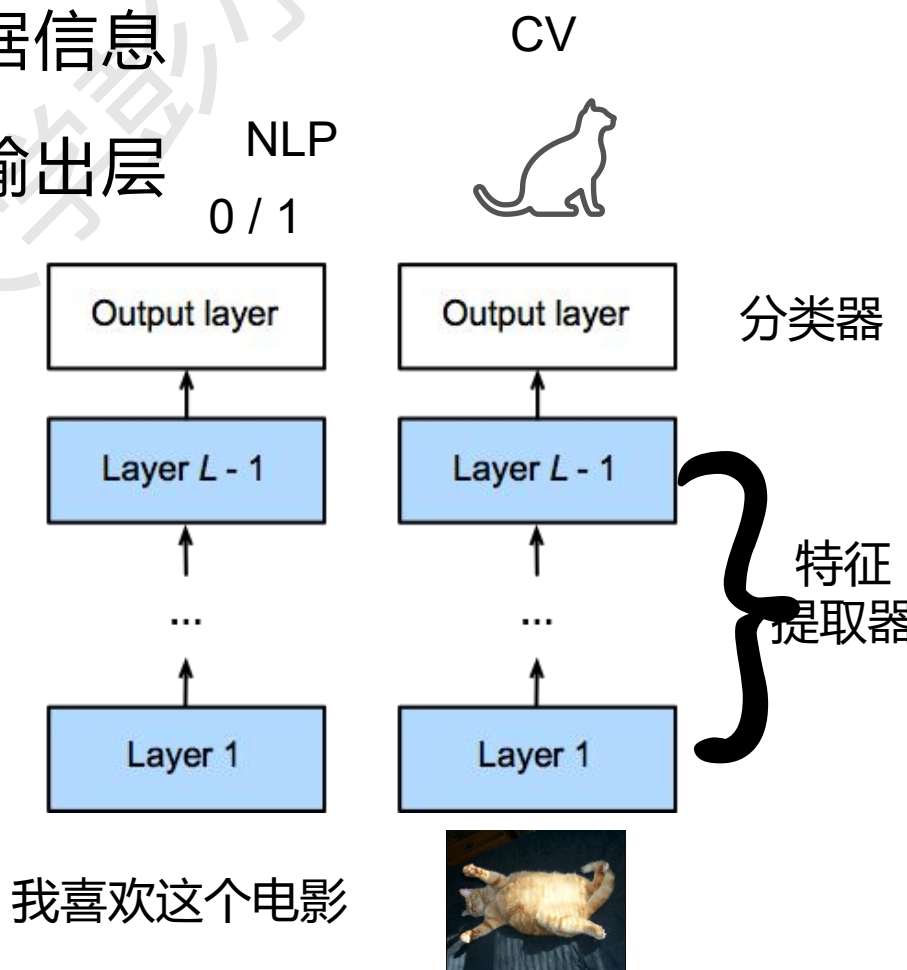 据信息
CV
NLP
输出层
0 / 1
Output layer
Output layer
分类器
Layer L - 1
Layer L - 1
特征
提取器
...
...
Layer 1
Layer 1
我喜欢这个电影